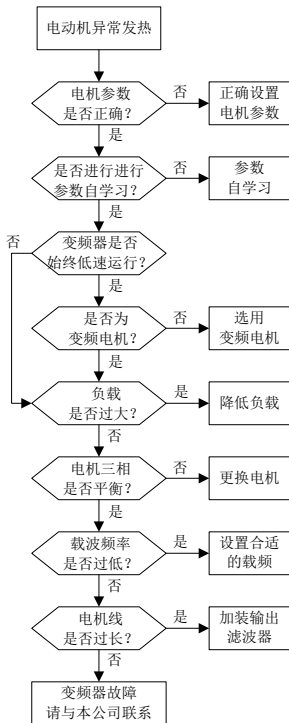 电动机异常发热
电机参数
是否正确？
否
正确设置
电机参数
是
是否进行进行
参数自学习？
否
参数
自学习
是
否
变频器是否
始终低速运行？
是
是否为
变频电机？
否
选用
变频电机
是
负载
是否过大？
是
降低负载
否
电机三相
是否平衡？
否
更换电机
是
载波频率
是否过低？
是
设置合适
的载频
否
电机线
是否过长？
是
加装输出
滤波器
否
变频器故障
请与本公司联系